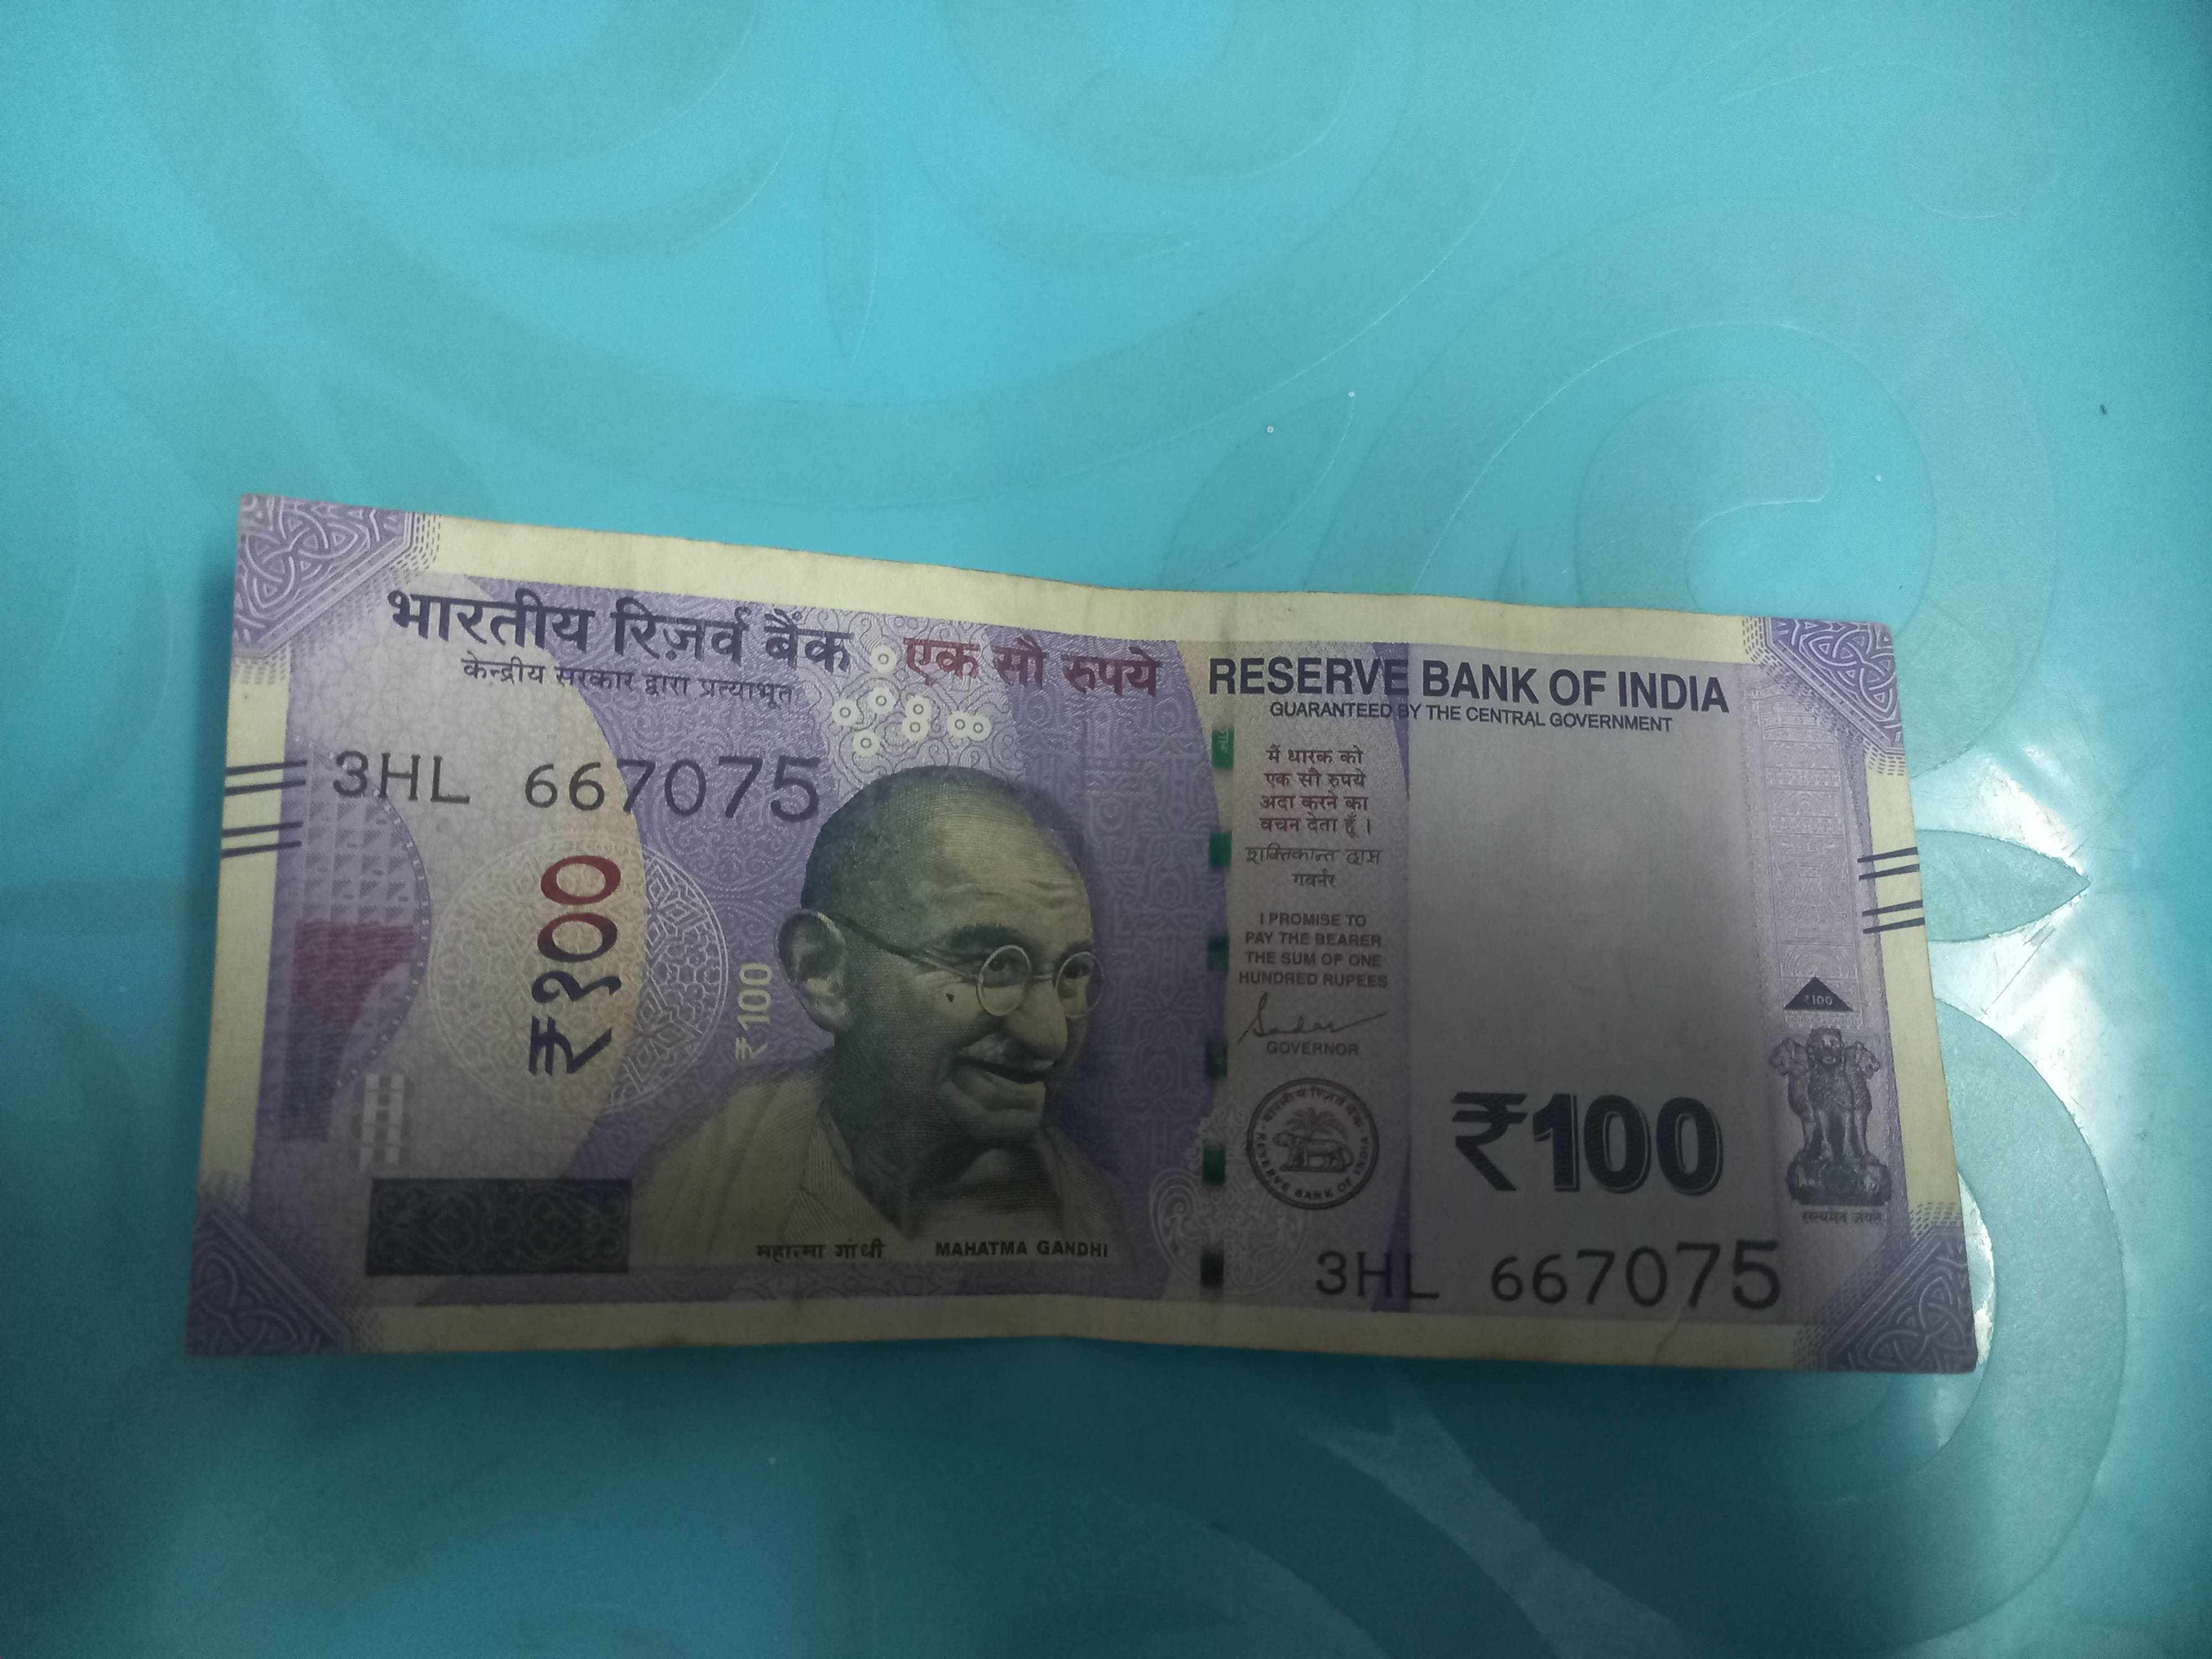 भारतीय रिज़र्व बैंक
एक सौ रुपये
केन्द्रीय सरकार द्वारा प्रत्याभूत
RESERVE BANK OF INDIA
GUARANTEED BY THE CENTRAL GOVERNMENT
3HL 667075
₹१००
₹100
मैं धारक को
एक सौ रुपये
अदा करने का
वचन देता हूँ ।
शक्तिकान्त दास
गवर्नर
I PROMISE TO
PAY THE BEARER
THE SUM OF ONE
HUNDRED RUPEES
GOVERNOR
भारतीय रिज़र्व बैंक
RESERVE BANK OF INDIA
₹100
₹100
सत्यमेव जयते
महात्मा गांधी
MAHATMA GANDHI
3HL 667075